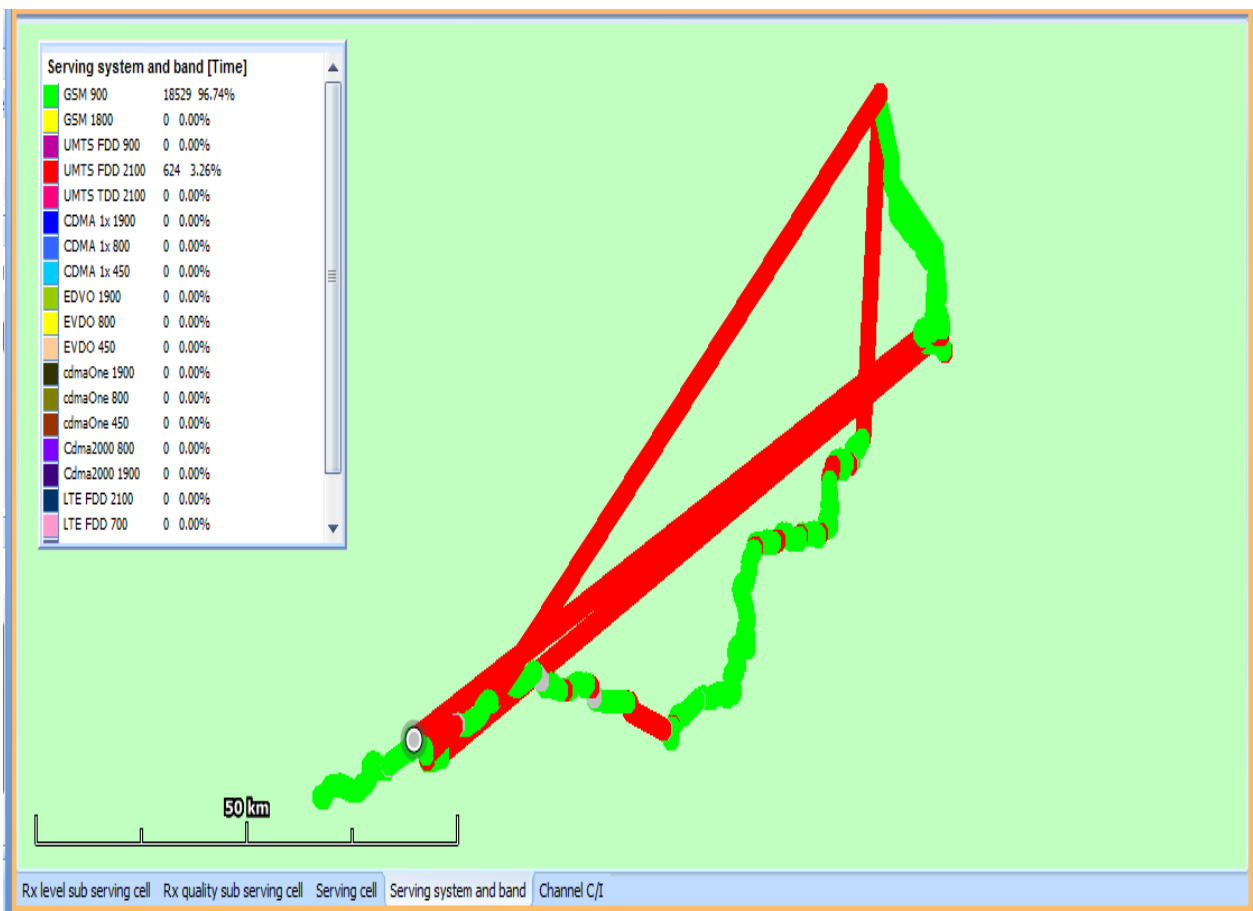 Serving system and band [Time]
GSM 900 18529 96.74%
GSM 1800 0 0.00%
UMTS FDD 900 0 0.00%
UMTS FDD 2100 624 3.26%
UMTS TDD 2100 0 0.00%
CDMA 1x 1900 0 0.00%
CDMA 1x 800 0 0.00%
CDMA 1x 450 0 0.00%
EDVO 1900 0 0.00%
EVDO 800 0 0.00%
EVDO 450 0 0.00%
cdmaOne 1900 0 0.00%
cdmaOne 800 0 0.00%
cdmaOne 450 0 0.00%
Cdma2000 800 0 0.00%
Cdma2000 1900 0 0.00%
LTE FDD 2100 0 0.00%
LTE FDD 700 0 0.00%
50 km
Rx level sub serving cell Rx quality sub serving cell Serving cell Serving system and band Channel C/I